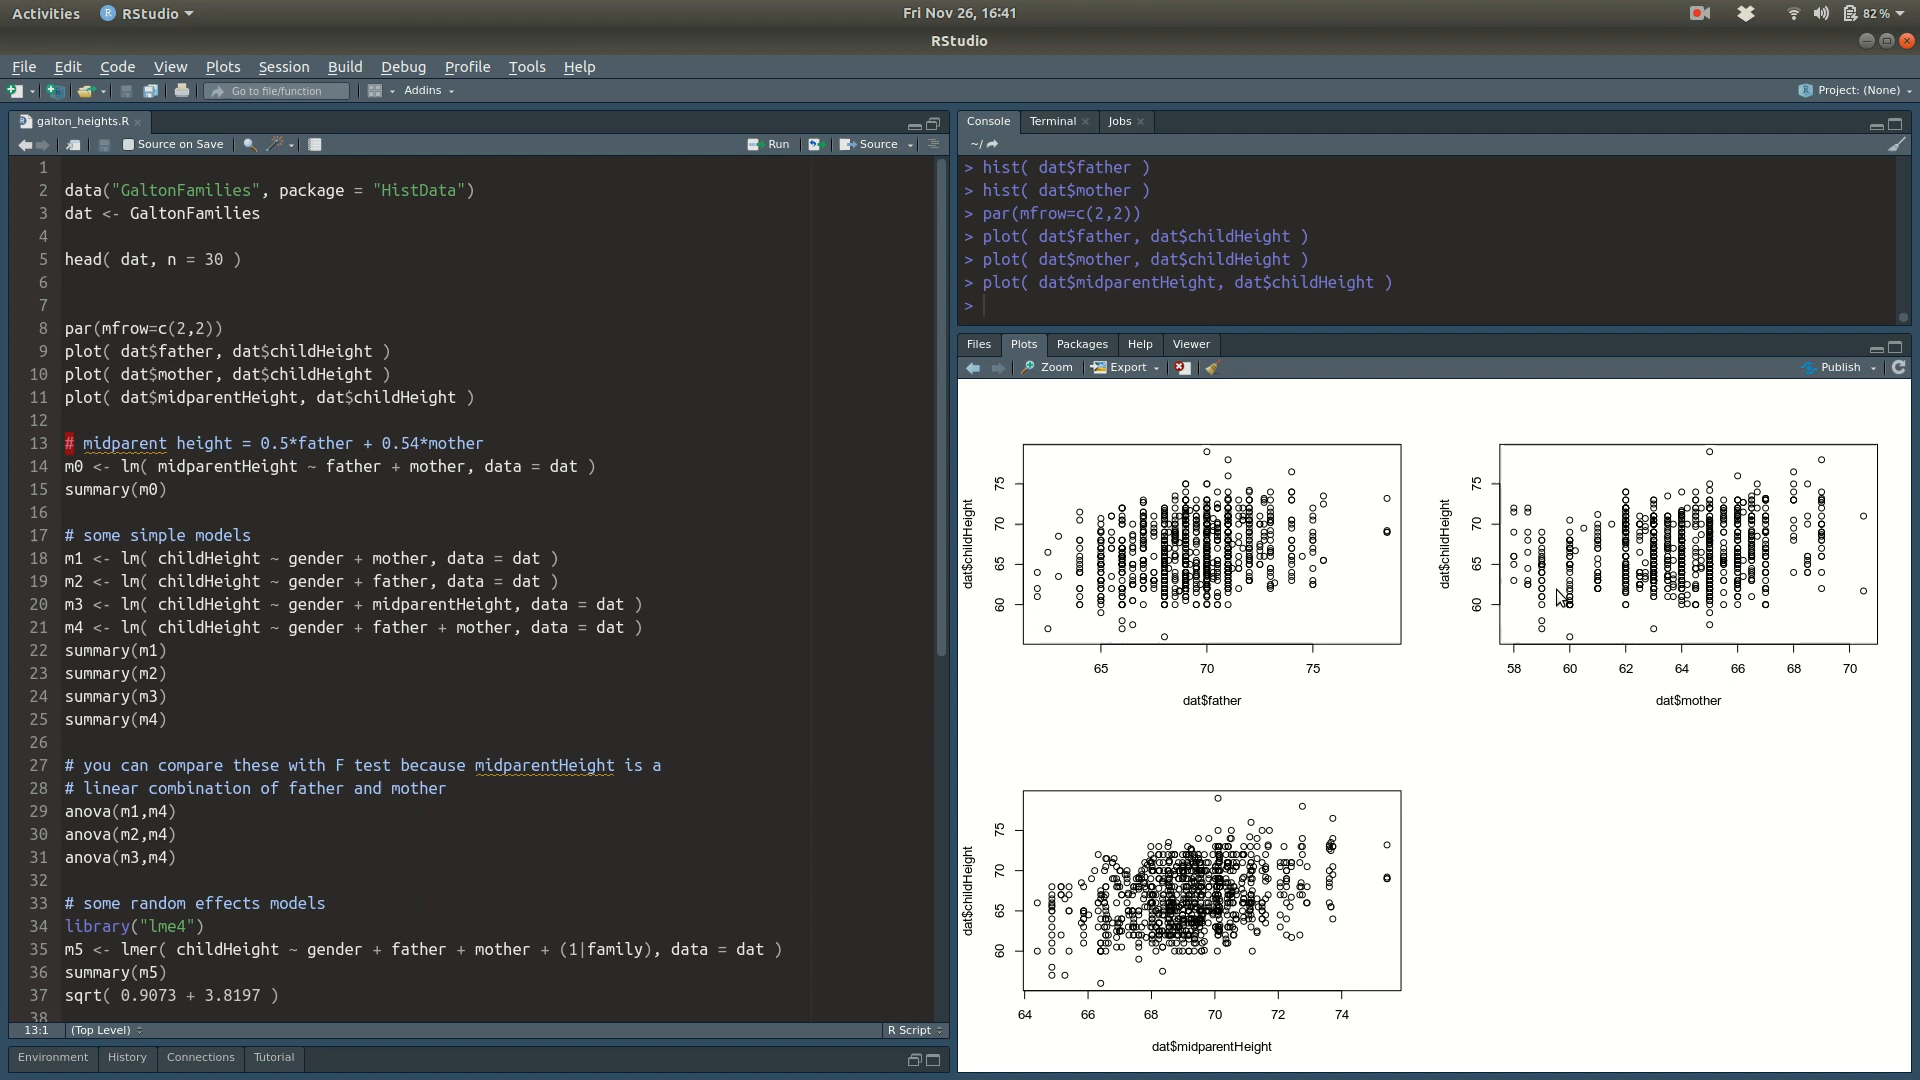 Activities RStudio Fri Nov 26, 16:41 82 %
RStudio
File Edit Code View Plots Session Build Debug Profile Tools Help
Go to file/function Addins Project: (None)
galton_heights.R
Source on Save Run Source
1
2 data("GaltonFamilies", package = "HistData")
3 dat <- GaltonFamilies
4
5 head( dat, n = 30 )
6
7
8 par(mfrow=c(2,2))
9 plot( dat$father, dat$childHeight )
10 plot( dat$mother, dat$childHeight )
11 plot( dat$midparentHeight, dat$childHeight )
12
13 # midparent height = 0.5*father + 0.54*mother
14 m0 <- lm( midparentHeight ~ father + mother, data = dat )
15 summary(m0)
16
17 # some simple models
18 m1 <- lm( childHeight ~ gender + mother, data = dat )
19 m2 <- lm( childHeight ~ gender + father, data = dat )
20 m3 <- lm( childHeight ~ gender + midparentHeight, data = dat )
21 m4 <- lm( childHeight ~ gender + father + mother, data = dat )
22 summary(m1)
23 summary(m2)
24 summary(m3)
25 summary(m4)
26
27 # you can compare these with F test because midparentHeight is a
28 # linear combination of father and mother
29 anova(m1,m4)
30 anova(m2,m4)
31 anova(m3,m4)
32
33 # some random effects models
34 library("lme4")
35 m5 <- lmer( childHeight ~ gender + father + mother + (1|family), data = dat )
36 summary(m5)
37 sqrt( 0.9073 + 3.8197 )
38
13:1 (Top Level) R Script
Environment History Connections Tutorial
Console Terminal Jobs
~/
> hist( dat$father )
> hist( dat$mother )
> par(mfrow=c(2,2))
> plot( dat$father, dat$childHeight )
> plot( dat$mother, dat$childHeight )
> plot( dat$midparentHeight, dat$childHeight )
>
Files Plots Packages Help Viewer
Zoom Export Publish
dat$childHeight
75
70
65
60
65 70 75
dat$father
dat$childHeight
75
70
65
60
58 60 62 64 66 68 70
dat$mother
dat$childHeight
75
70
65
60
64 66 68 70 72 74
dat$midparentHeight